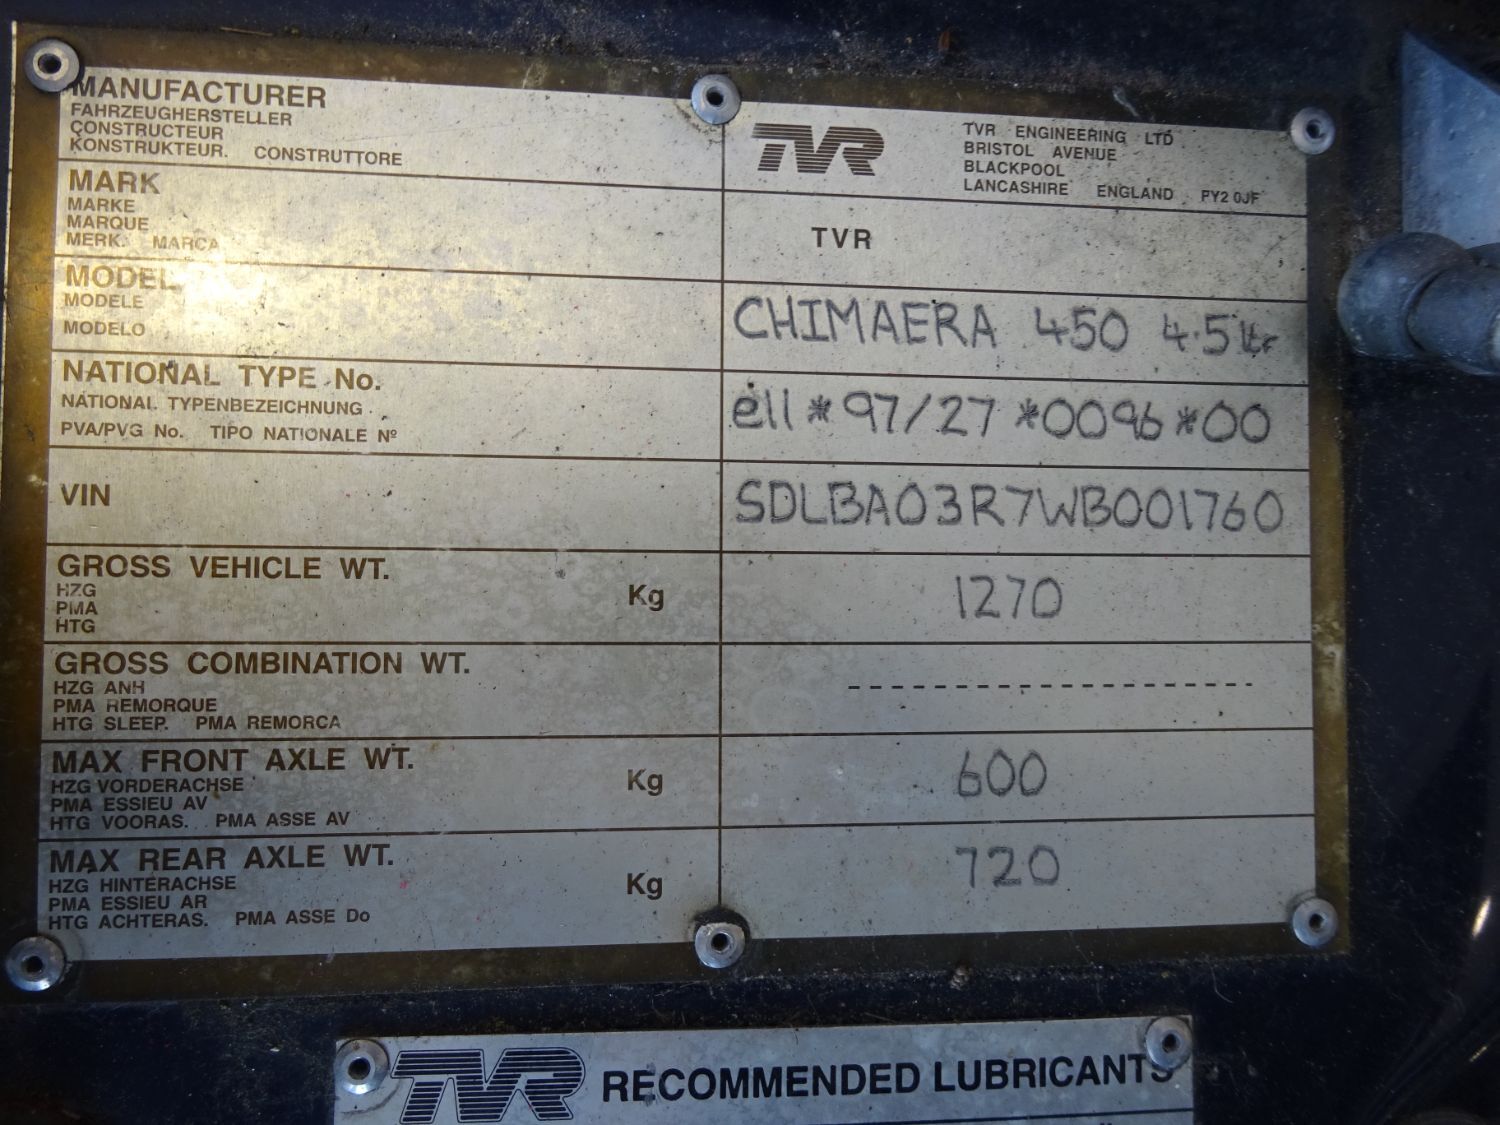 MANUFACTURER
FAHRZEUGHERSTELLER
CONSTRUCTEUR
KONSTRUKTEUR. CONSTRUTTORE
TVR
TVR ENGINEERING LTD
BRISTOL AVENUE
BLACKPOOL
LANCASHIRE ENGLAND PY2 0JF
MARK
MARKE
MARQUE
MERK. MARCA
TVR
MODEL
MODELE
MODELO
CHIMAERA 450 4.5 ltr
NATIONAL TYPE No.
NATIONAL TYPENBEZEICHNUNG
PVA/PVG No. TIPO NATIONALE Nº
e11*97/27*0096*00
VIN
SDLBA03R7WB001760
GROSS VEHICLE WT.
HZG
PMA
HTG
Kg
1270
GROSS COMBINATION WT.
HZG ANH
PMA REMORQUE
HTG SLEEP. PMA REMORCA
--------------------
MAX FRONT AXLE WT.
HZG VORDERACHSE
PMA ESSIEU AV
HTG VOORAS. PMA ASSE AV
Kg
600
MAX REAR AXLE WT.
HZG HINTERACHSE
PMA ESSIEU AR
HTG ACHTERAS. PMA ASSE Do
Kg
720
TVR RECOMMENDED LUBRICANTS